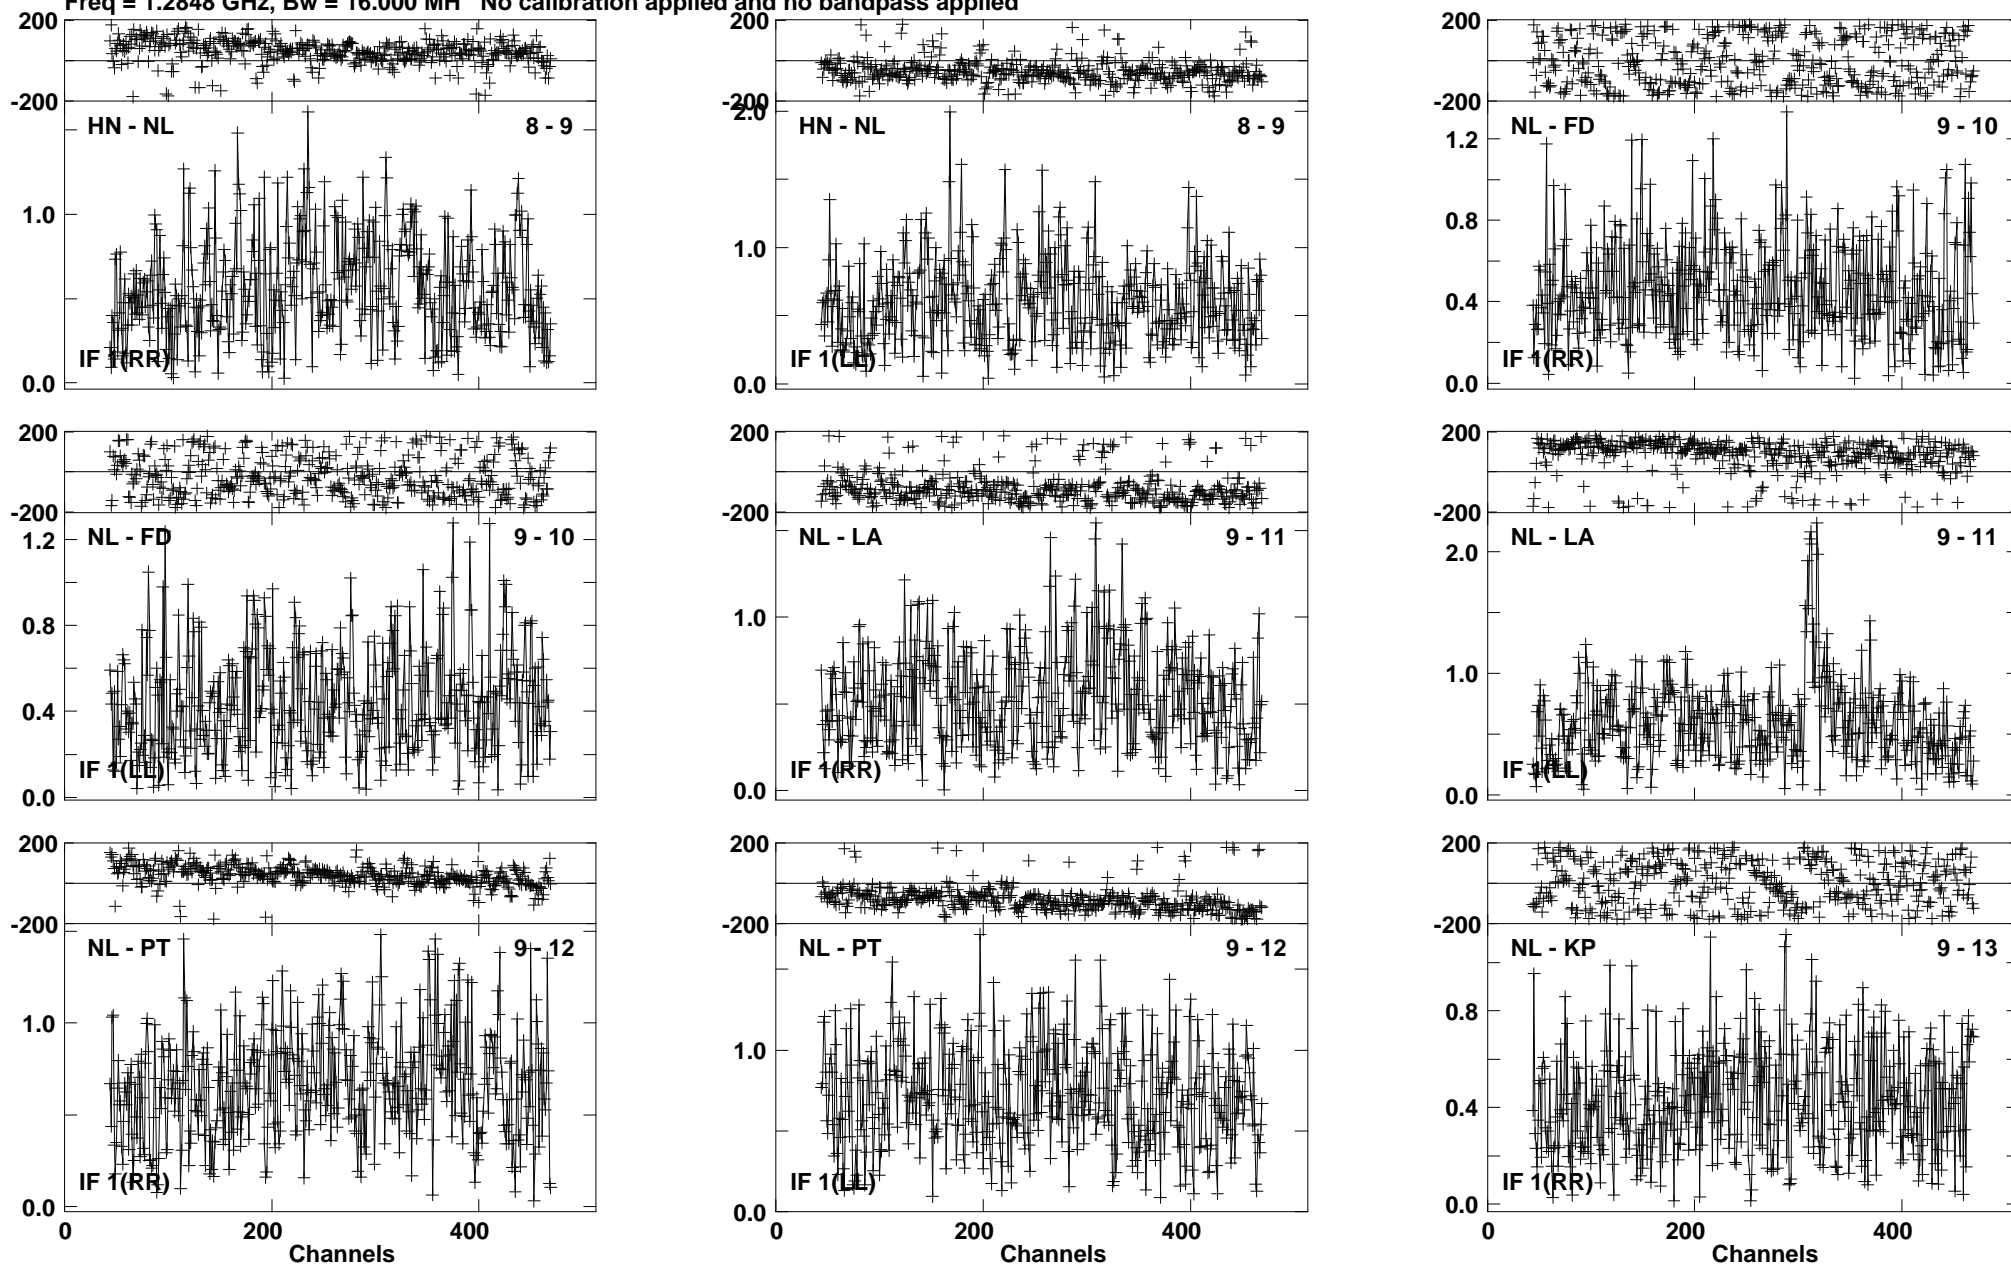 Freq = 1.2848 GHz, Bw = 16.000 MH No calibration applied and no bandpass applied
200
-200
HN - NL 8 - 9
1.0
IF 1(RR)
0.0
200
-200
2.0
HN - NL 8 - 9
1.0
IF 1(LL)
0.0
200
-200
NL - FD 9 - 10
1.2
0.8
0.4
IF 1(RR)
0.0
200
-200
NL - FD 9 - 10
1.2
0.8
0.4
IF 1(LL)
0.0
200
-200
NL - LA 9 - 11
1.0
IF 1(RR)
0.0
200
-200
NL - LA 9 - 11
2.0
1.0
IF 1(LL)
0.0
200
-200
NL - PT 9 - 12
1.0
IF 1(RR)
0.0
0 200 400
Channels
200
-200
NL - PT 9 - 12
1.0
IF 1(LL)
0.0
0 200 400
Channels
200
-200
NL - KP 9 - 13
0.8
0.4
IF 1(RR)
0.0
0 200 400
Channels